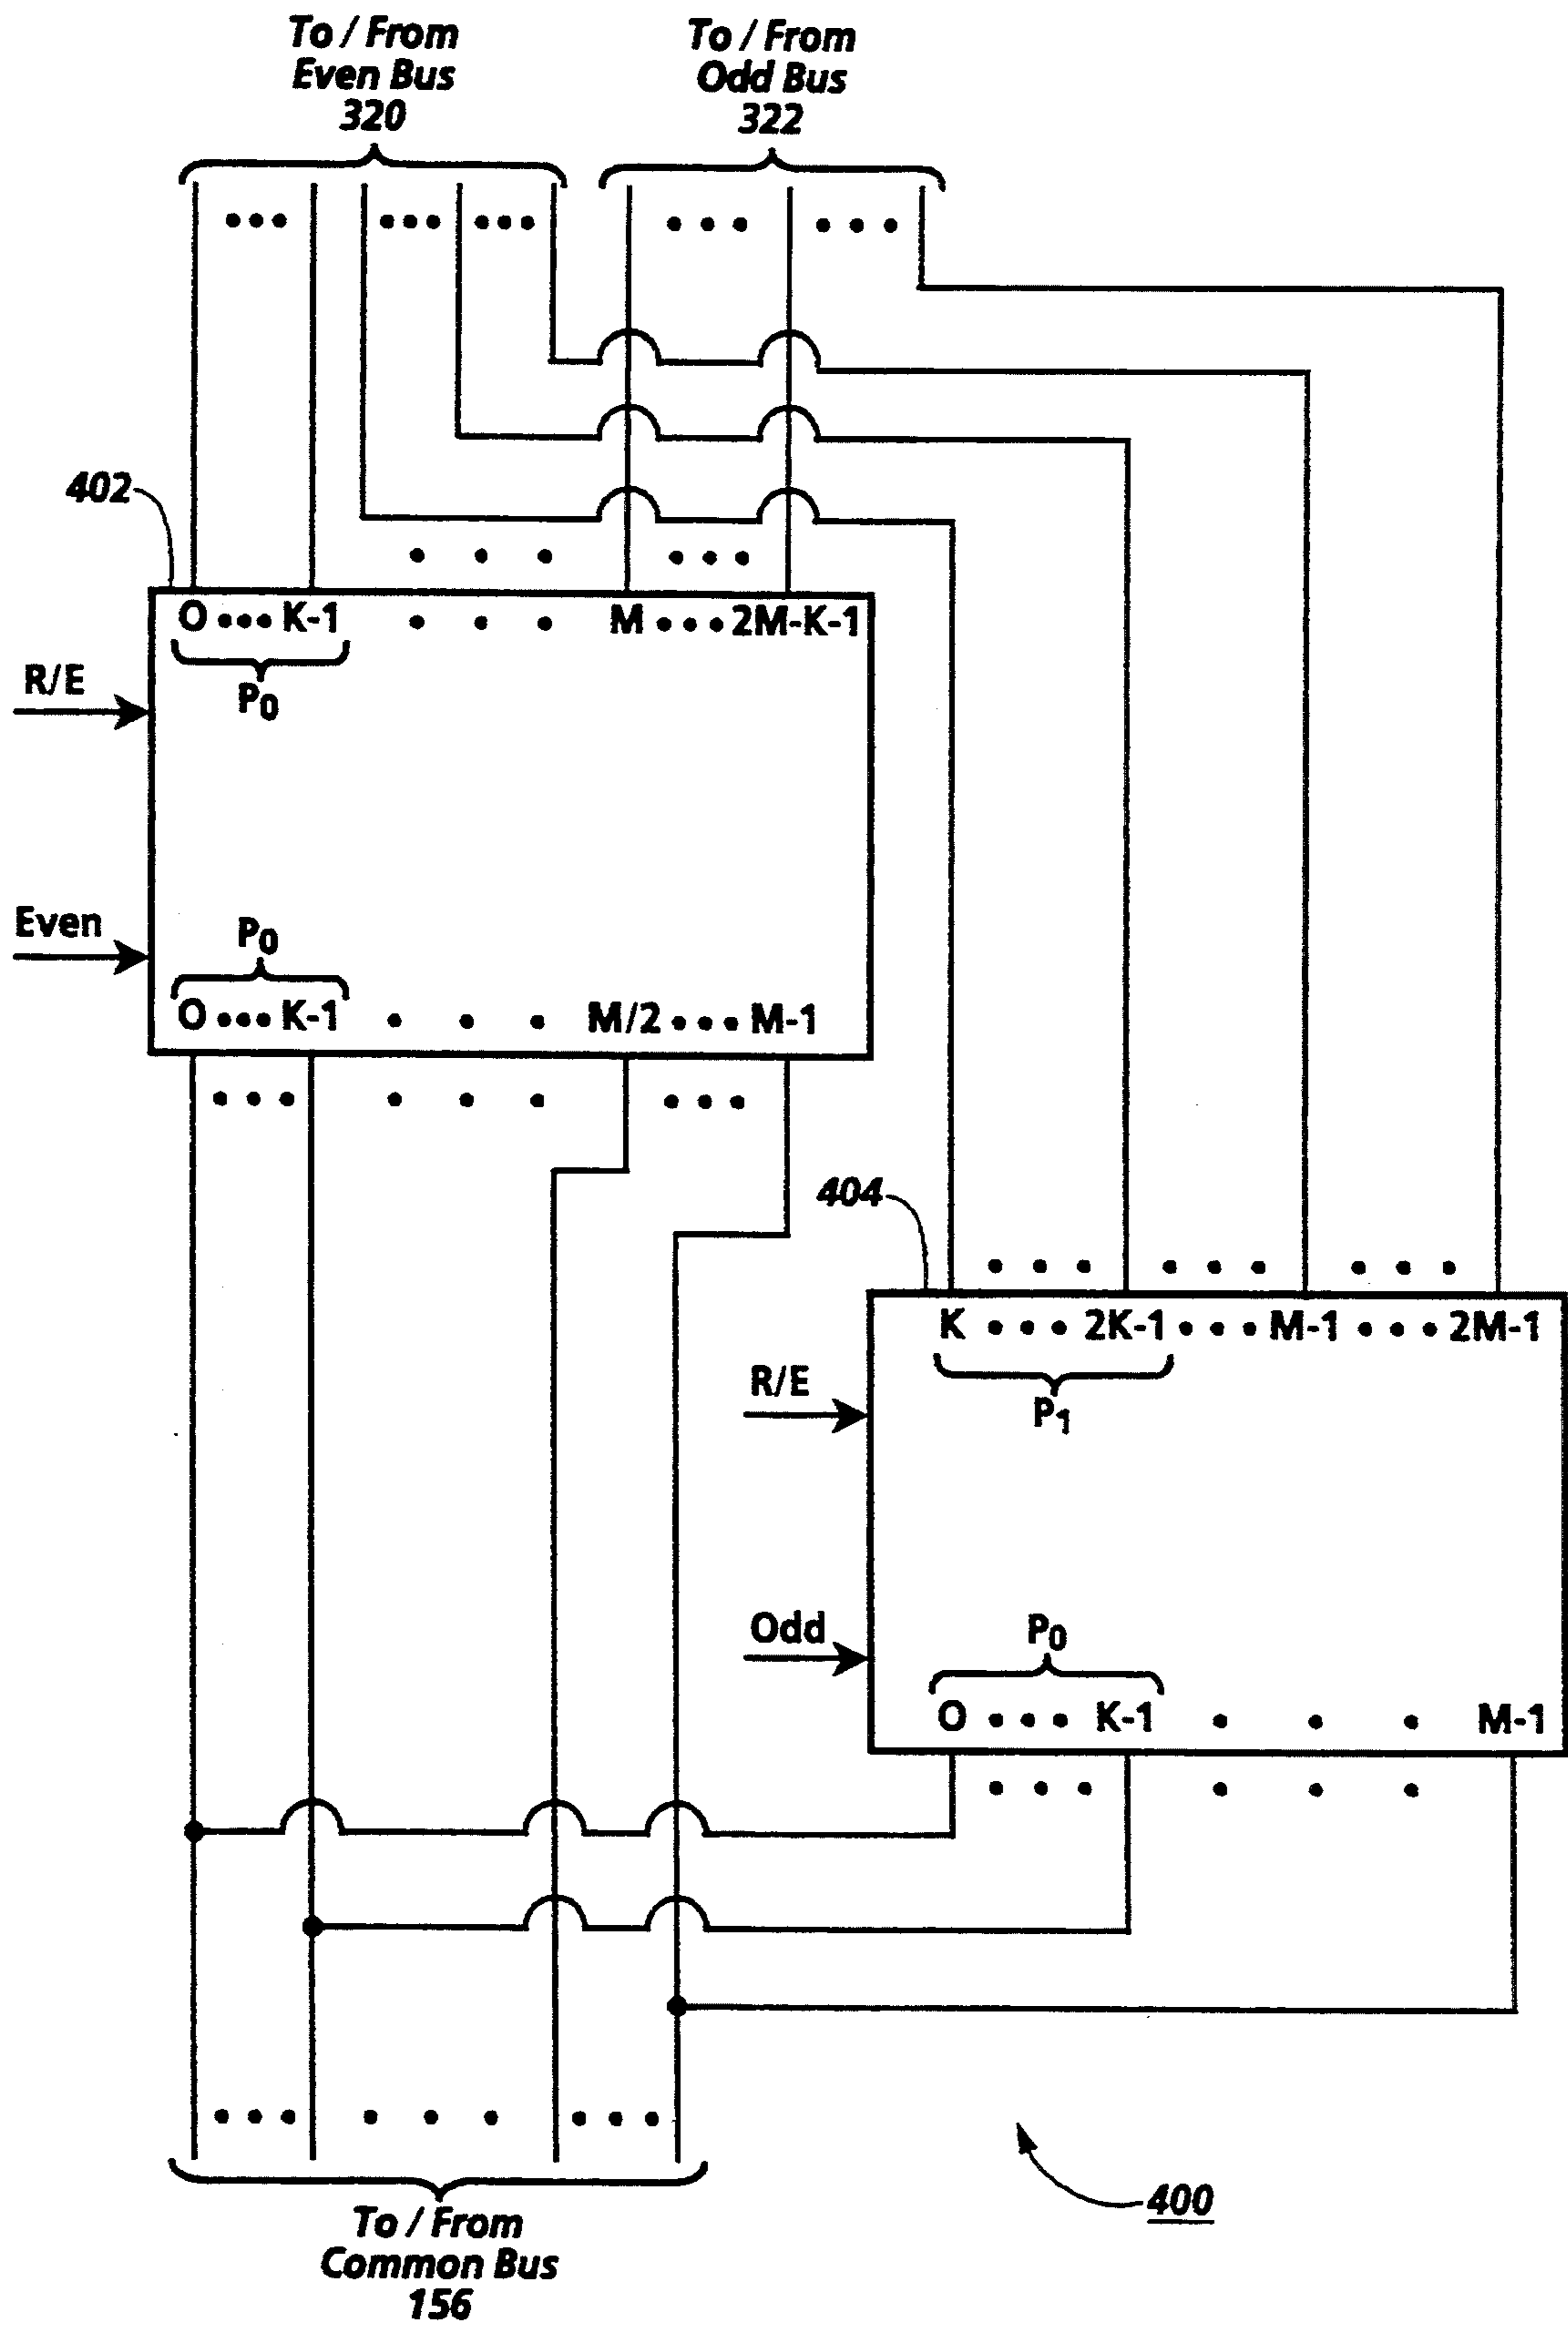 To / From
Even Bus
320
To / From
Odd Bus
322
402
O ••• K-1 • • • M ••• 2M-K-1
P0
R/E
Even
P0
O ••• K-1 • • • M/2 ••• M-1
404
K ••• 2K-1 ••• M-1 ••• 2M-1
P1
R/E
Odd
P0
O ••• K-1 • • • M-1
400
To / From
Common Bus
156